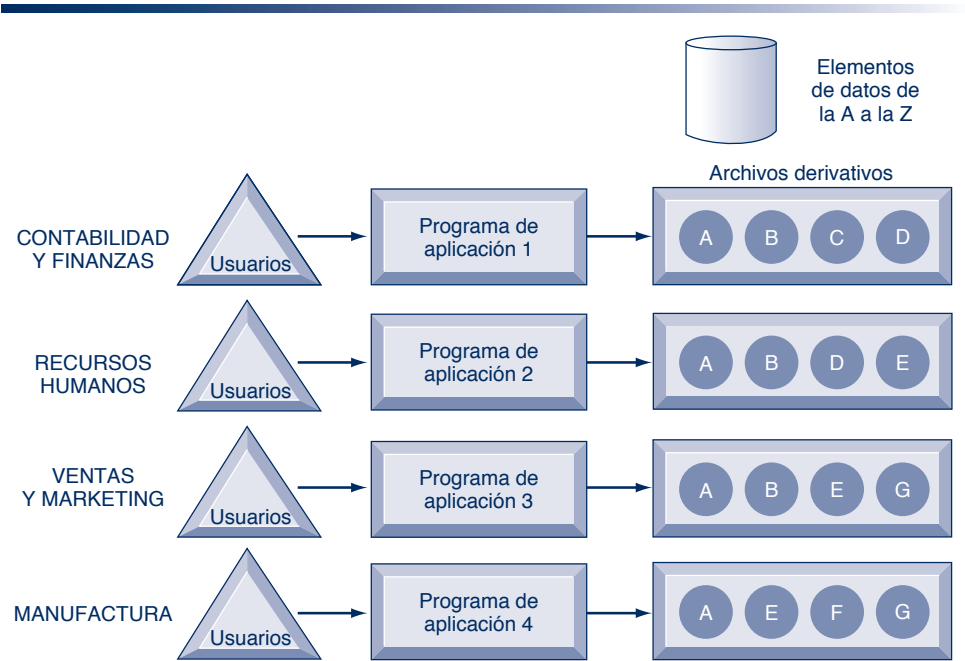 Elementos
de datos de
la A a la Z
Archivos derivativos
CONTABILIDAD
Y FINANZAS
Usuarios
Programa de
aplicación 1
A B C D
RECURSOS
HUMANOS
Usuarios
Programa de
aplicación 2
A B D E
VENTAS
Y MARKETING
Usuarios
Programa de
aplicación 3
A B E G
MANUFACTURA
Usuarios
Programa de
aplicación 4
A E F G